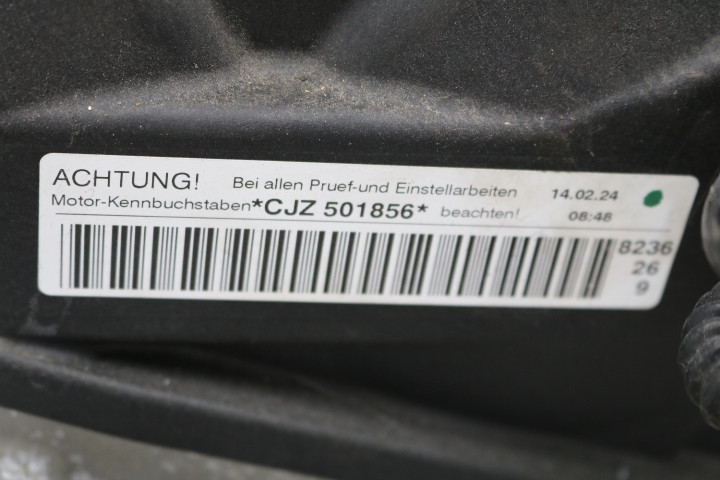 ACHTUNG! Bei allen Pruef-und Einstellarbeiten 14.02.24
Motor-Kennbuchstaben *CJZ 501856* beachten! 08:48
8236
26
9